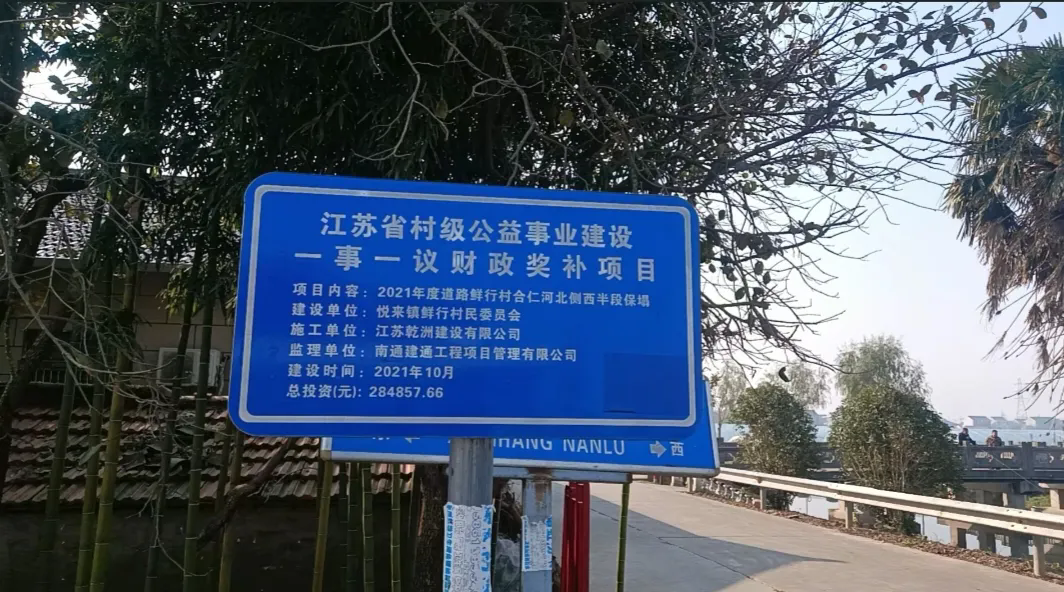 江苏省村级公益事业建设
一事一议财政奖补项目
项目内容：2021年度道路鲜行村合仁河北侧西半段保塌
建设单位：悦来镇鲜行村民委员会
施工单位：江苏乾洲建设有限公司
监理单位：南通建通工程项目管理有限公司
建设时间：2021年10月
总投资(元)：284857.66
HANG NANLU
西